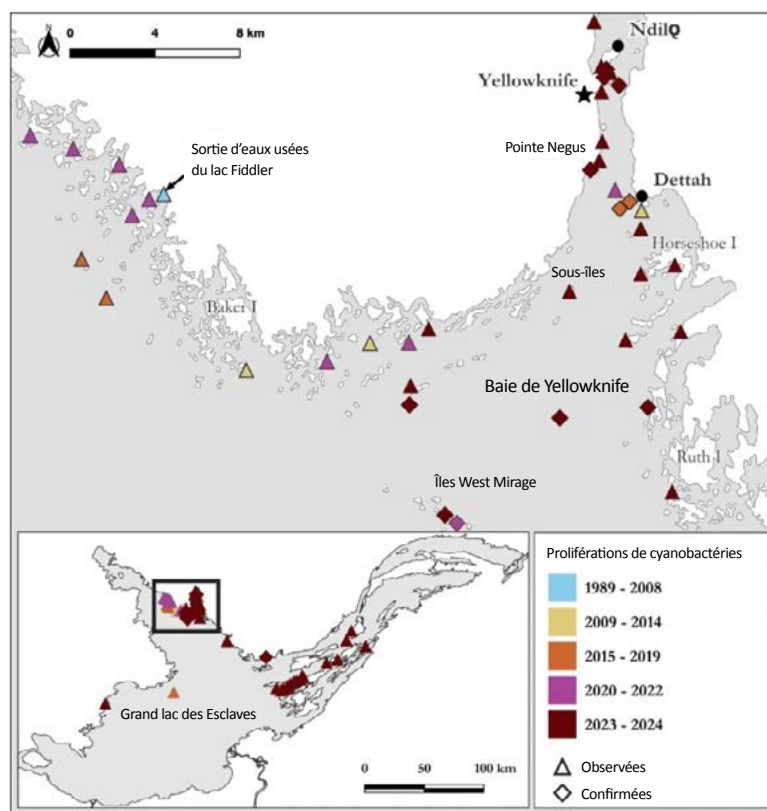 N
0 4 8 km
NdilQ
Yellowknife
Sortie d'eaux usées
du lac Fiddler
Pointe Negus
Dettah
Horseshoe I
Sous-îles
Baker I
Baie de Yellowknife
Ruth I
Îles West Mirage
Grand lac des Esclaves
0 50 100 km
Proliférations de cyanobactéries
1989 - 2008
2009 - 2014
2015 - 2019
2020 - 2022
2023 - 2024
Observées
Confirmées